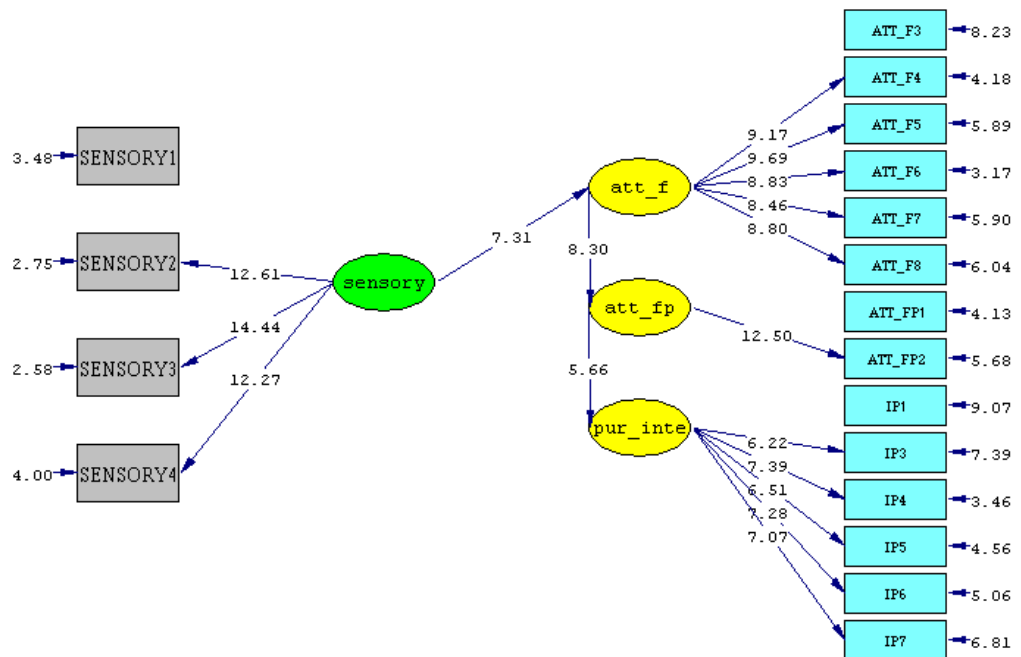 ATT_F3
8.23
ATT_F4
4.18
ATT_F5
5.89
ATT_F6
3.17
ATT_F7
5.90
ATT_F8
6.04
ATT_FP1
4.13
ATT_FP2
5.68
IP1
9.07
IP3
7.39
IP4
3.46
IP5
4.56
IP6
5.06
IP7
6.81
3.48
SENSORY1
2.75
SENSORY2
2.58
SENSORY3
4.00
SENSORY4
12.61
14.44
12.27
sensory
7.31
att_f
8.30
att_fp
5.66
pur_inte
9.17
9.69
8.83
8.46
8.80
12.50
6.22
7.39
6.51
7.28
7.07